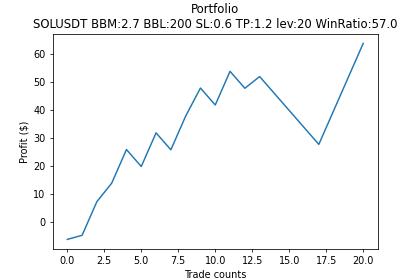 Portfolio
SOLUSDT BBM:2.7 BBL:200 SL:0.6 TP:1.2 lev:20 WinRatio:57.0
60
50
40
30
20
10
0
Profit ($)
0.0 2.5 5.0 7.5 10.0 12.5 15.0 17.5 20.0
Trade counts